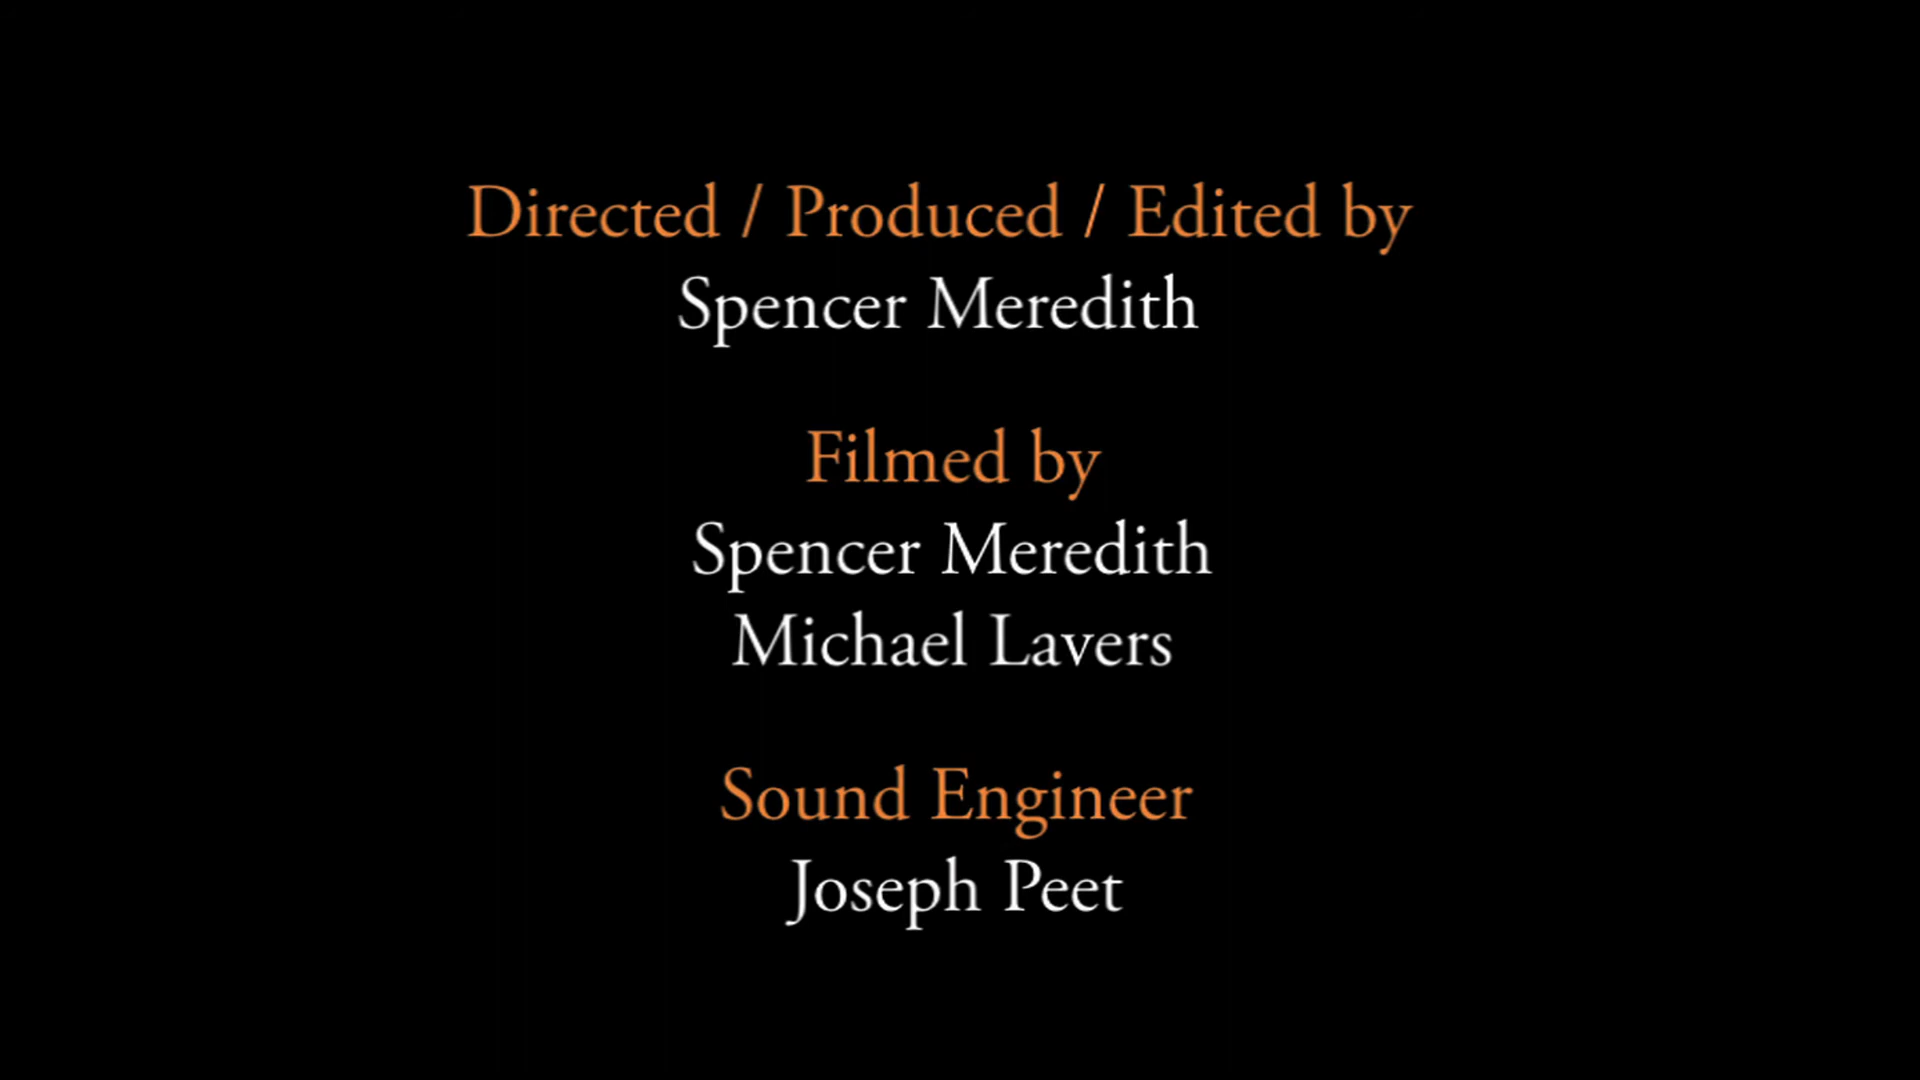 Directed / Produced / Edited by
Spencer Meredith
Filmed by
Spencer Meredith
Michael Lavers
Sound Engineer
Joseph Peet